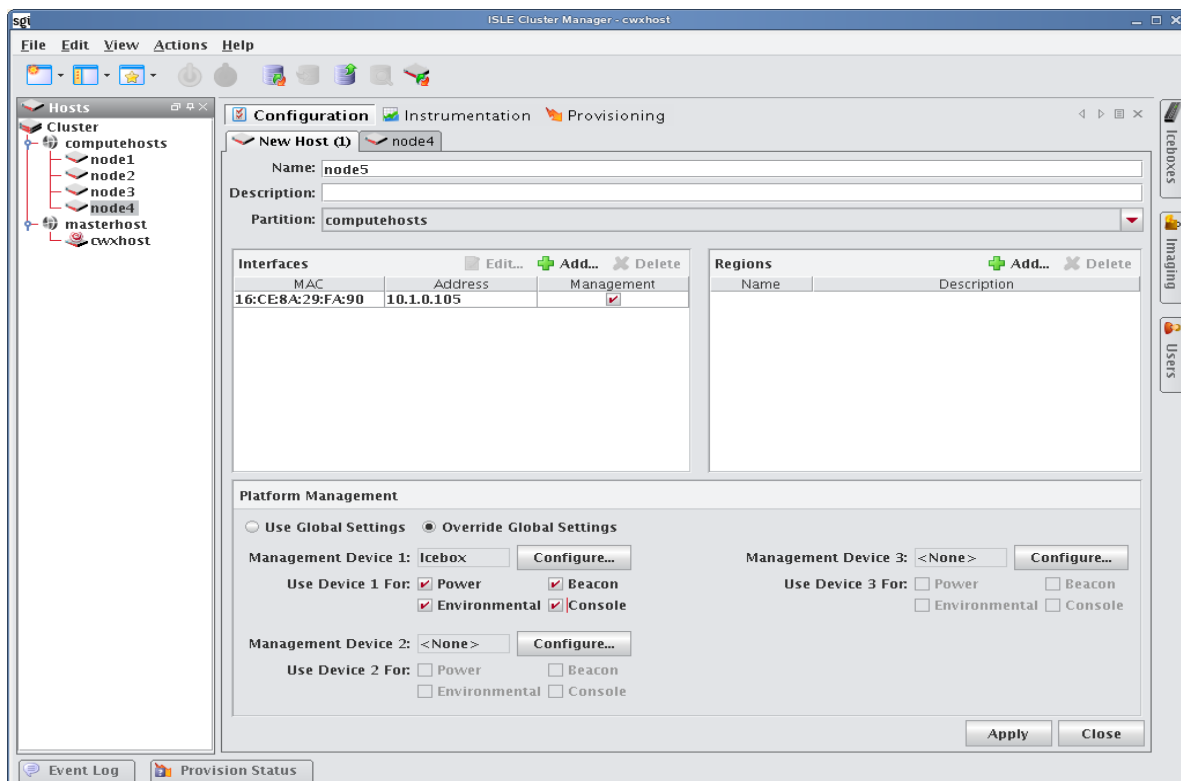 sgi ISLE Cluster Manager - cwxhost
File Edit View Actions Help
Hosts
Cluster
computehosts
node1
node2
node3
node4
masterhost
cwxhost
Configuration Instrumentation Provisioning
New Host (1) node4
Name: node5
Description:
Partition: computehosts
Interfaces Edit... Add... Delete
MAC Address Management
16:CE:8A:29:FA:90 10.1.0.105
Regions Add... Delete
Name Description
Platform Management
Use Global Settings Override Global Settings
Management Device 1: Icebox Configure...
Use Device 1 For: Power Beacon
Environmental Console
Management Device 3: <None> Configure...
Use Device 3 For: Power Beacon
Environmental Console
Management Device 2: <None> Configure...
Use Device 2 For: Power Beacon
Environmental Console
Apply Close
Iceboxes
Imaging
Users
Event Log Provision Status